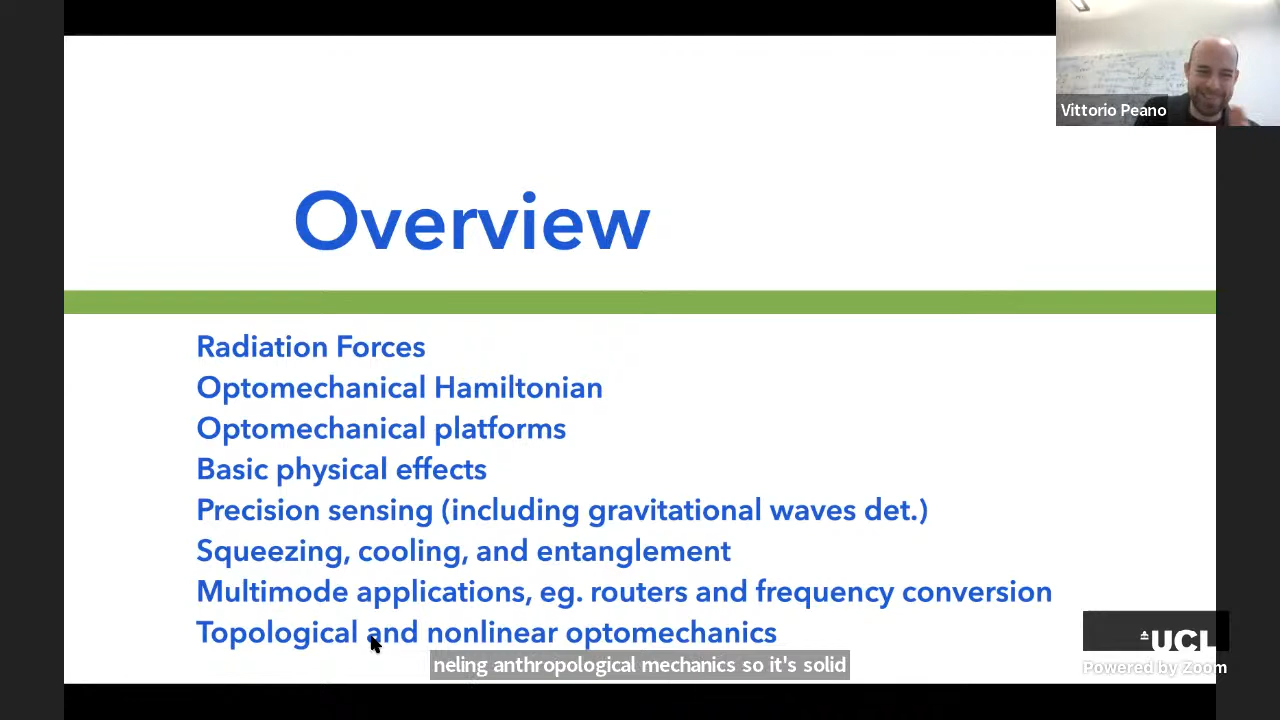 Vittorio Peano
Overview
Radiation Forces
Optomechanical Hamiltonian
Optomechanical platforms
Basic physical effects
Precision sensing (including gravitational waves det.)
Squeezing, cooling, and entanglement
Multimode applications, eg. routers and frequency conversion
Topological and nonlinear optomechanics
neling anthropological mechanics so it's solid
UCL
Powered by Zoom